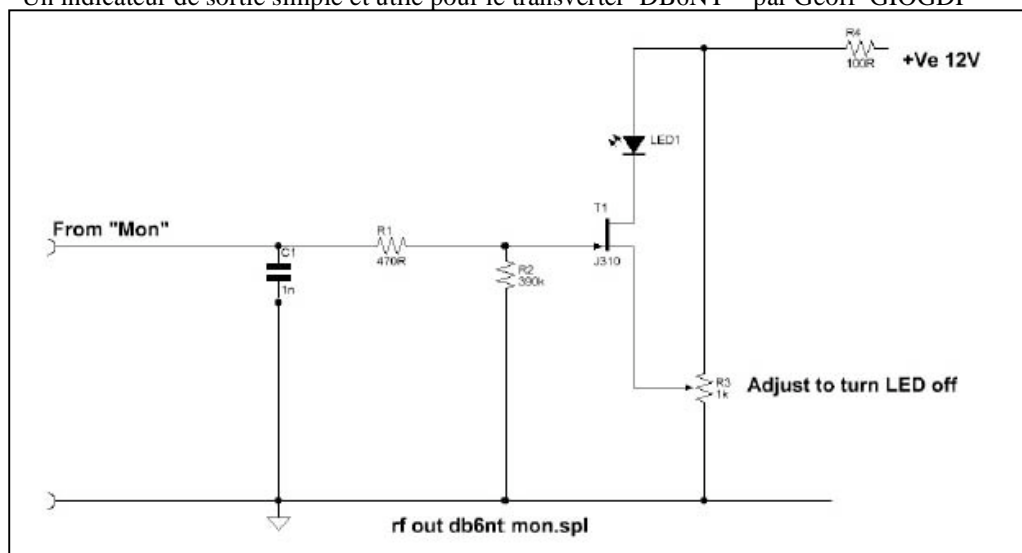 Un indicateur de sortie simple et utile pour le transverter DB6NT par Geoff GI0GDP
R4
100R
+Ve 12V
LED1
From "Mon"
T1
C1
R1
470R
J310
R2
390k
1n
R3
1k
Adjust to turn LED off
rf out db6nt mon.spl